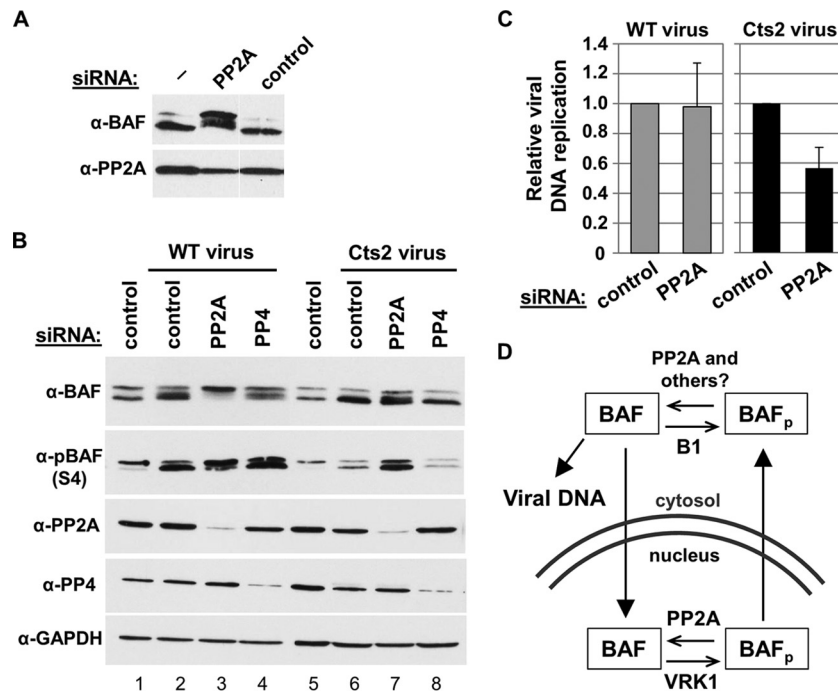 A
siRNA:
– PP2A control
α-BAF
α-PP2A
B
WT virus Cts2 virus
siRNA:
control control PP2A PP4 control control PP2A PP4
α-BAF
α-pBAF
(S4)
α-PP2A
α-PP4
α-GAPDH
1 2 3 4 5 6 7 8
C
WT virus Cts2 virus
Relative viral
DNA replication
1.4
1.2
1.0
0.8
0.6
0.4
0.2
0
siRNA:
control PP2A control PP2A
D
PP2A and
others?
BAF BAFp
B1
Viral DNA
cytosol
nucleus
PP2A
BAF BAFp
VRK1